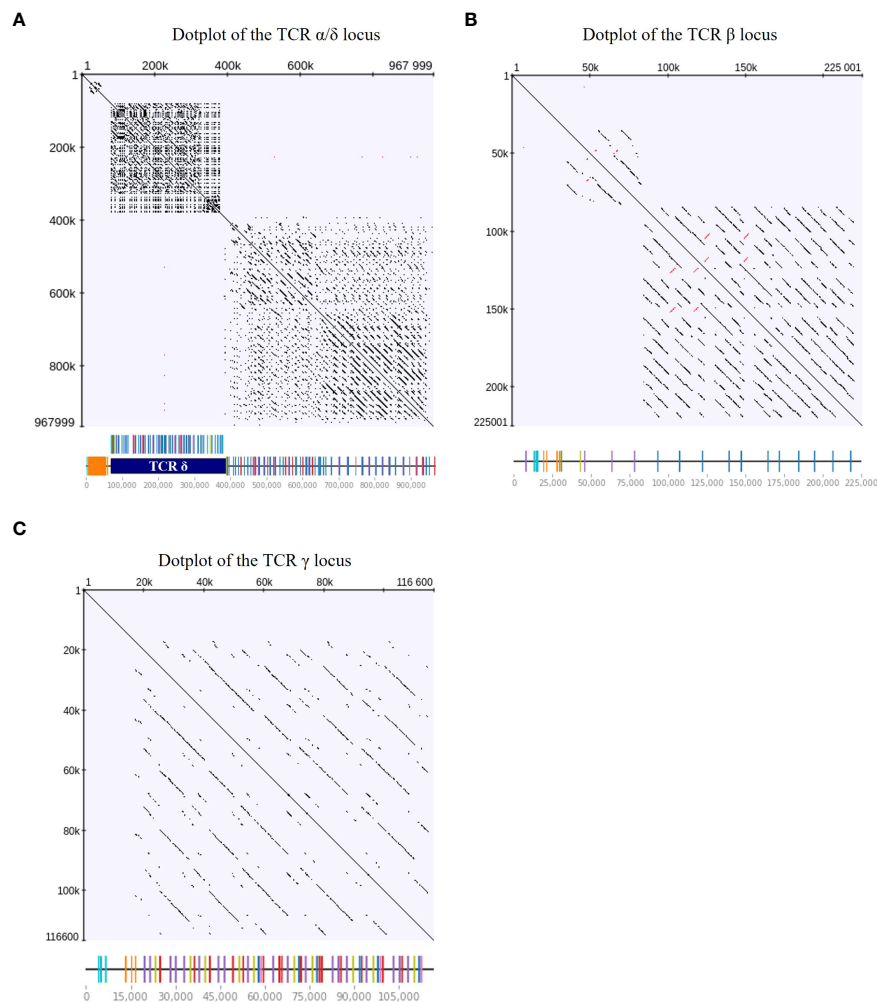 A
Dotplot of the TCR α/δ locus
1 200k 400k 600k 967 999
1
200k
400k
600k
800k
967999
TCR δ
0 100,000 200,000 300,000 400,000 500,000 600,000 700,000 800,000 900,000
B
Dotplot of the TCR β locus
1 50k 100k 150k 225 001
1
50k
100k
150k
200k
225001
0 25,000 50,000 75,000 100,000 125,000 150,000 175,000 200,000 225,000
C
Dotplot of the TCR γ locus
1 20k 40k 60k 80k 116 600
1
20k
40k
60k
80k
100k
116600
0 15,000 30,000 45,000 60,000 75,000 90,000 105,000